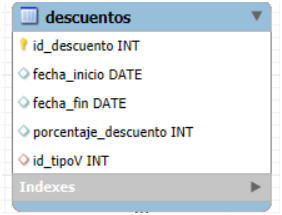 descuentos
id_descuento INT
fecha_inicio DATE
fecha_fin DATE
porcentaje_descuento INT
id_tipoV INT
Indexes